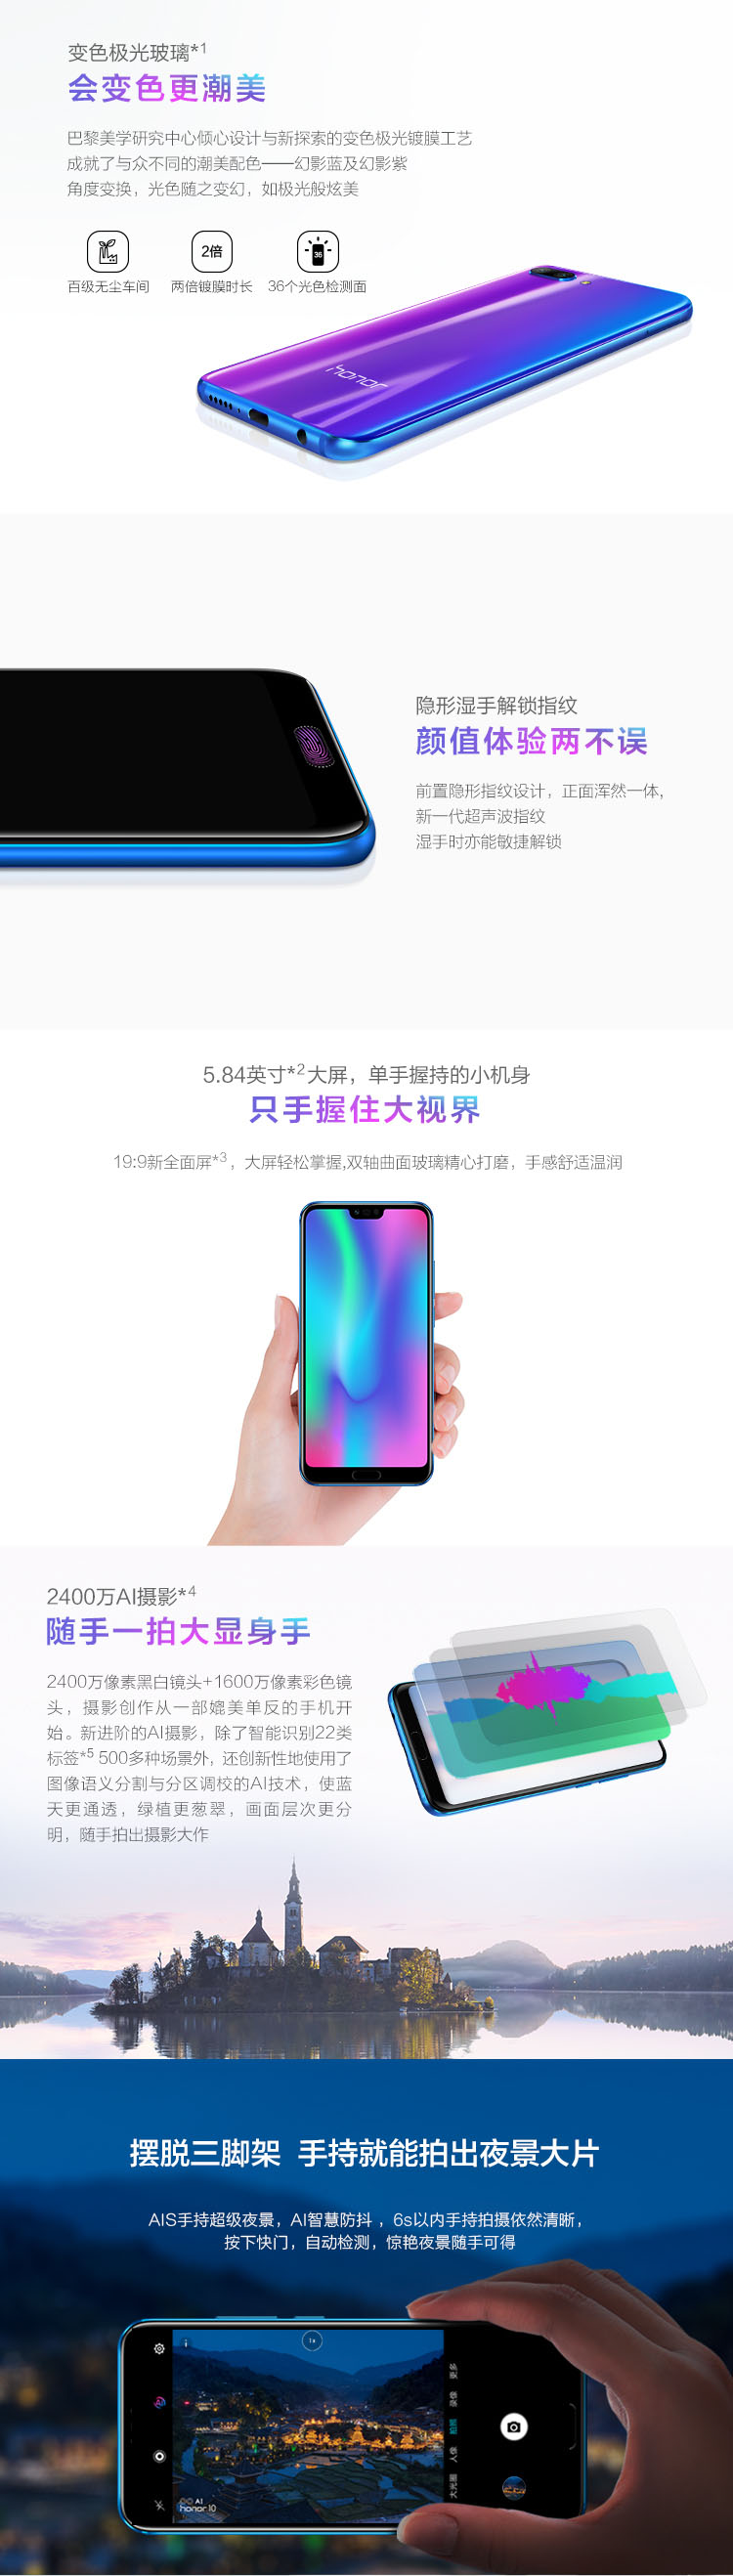 变色极光玻璃*1
会变色更潮美
巴黎美学研究中心倾心设计与新探索的变色极光镀膜工艺
成就了与众不同的潮美配色——幻影蓝及幻影紫
角度变换，光色随之变幻，如极光般炫美
2倍
36
百级无尘车间 两倍镀膜时长 36个光色检测面
honor
隐形湿手解锁指纹
颜值体验两不误
前置隐形指纹设计，正面浑然一体,
新一代超声波指纹
湿手时亦能敏捷解锁
5.84英寸*2大屏，单手握持的小机身
只手握住大视界
19:9新全面屏*3，大屏轻松掌握,双轴曲面玻璃精心打磨，手感舒适温润
2400万AI摄影*4
随手一拍大显身手
2400万像素黑白镜头+1600万像素彩色镜
头，摄影创作从一部媲美单反的手机开
始。新进阶的AI摄影，除了智能识别22类
标签*5 500多种场景外，还创新性地使用了
图像语义分割与分区调校的AI技术，使蓝
天更通透，绿植更葱翠，画面层次更分
明，随手拍出摄影大作
摆脱三脚架 手持就能拍出夜景大片
AIS手持超级夜景，AI智慧防抖，6s以内手持拍摄依然清晰，
按下快门，自动检测，惊艳夜景随手可得
1x
更多
录像
拍照
人像
大光圈
AI
honor 10